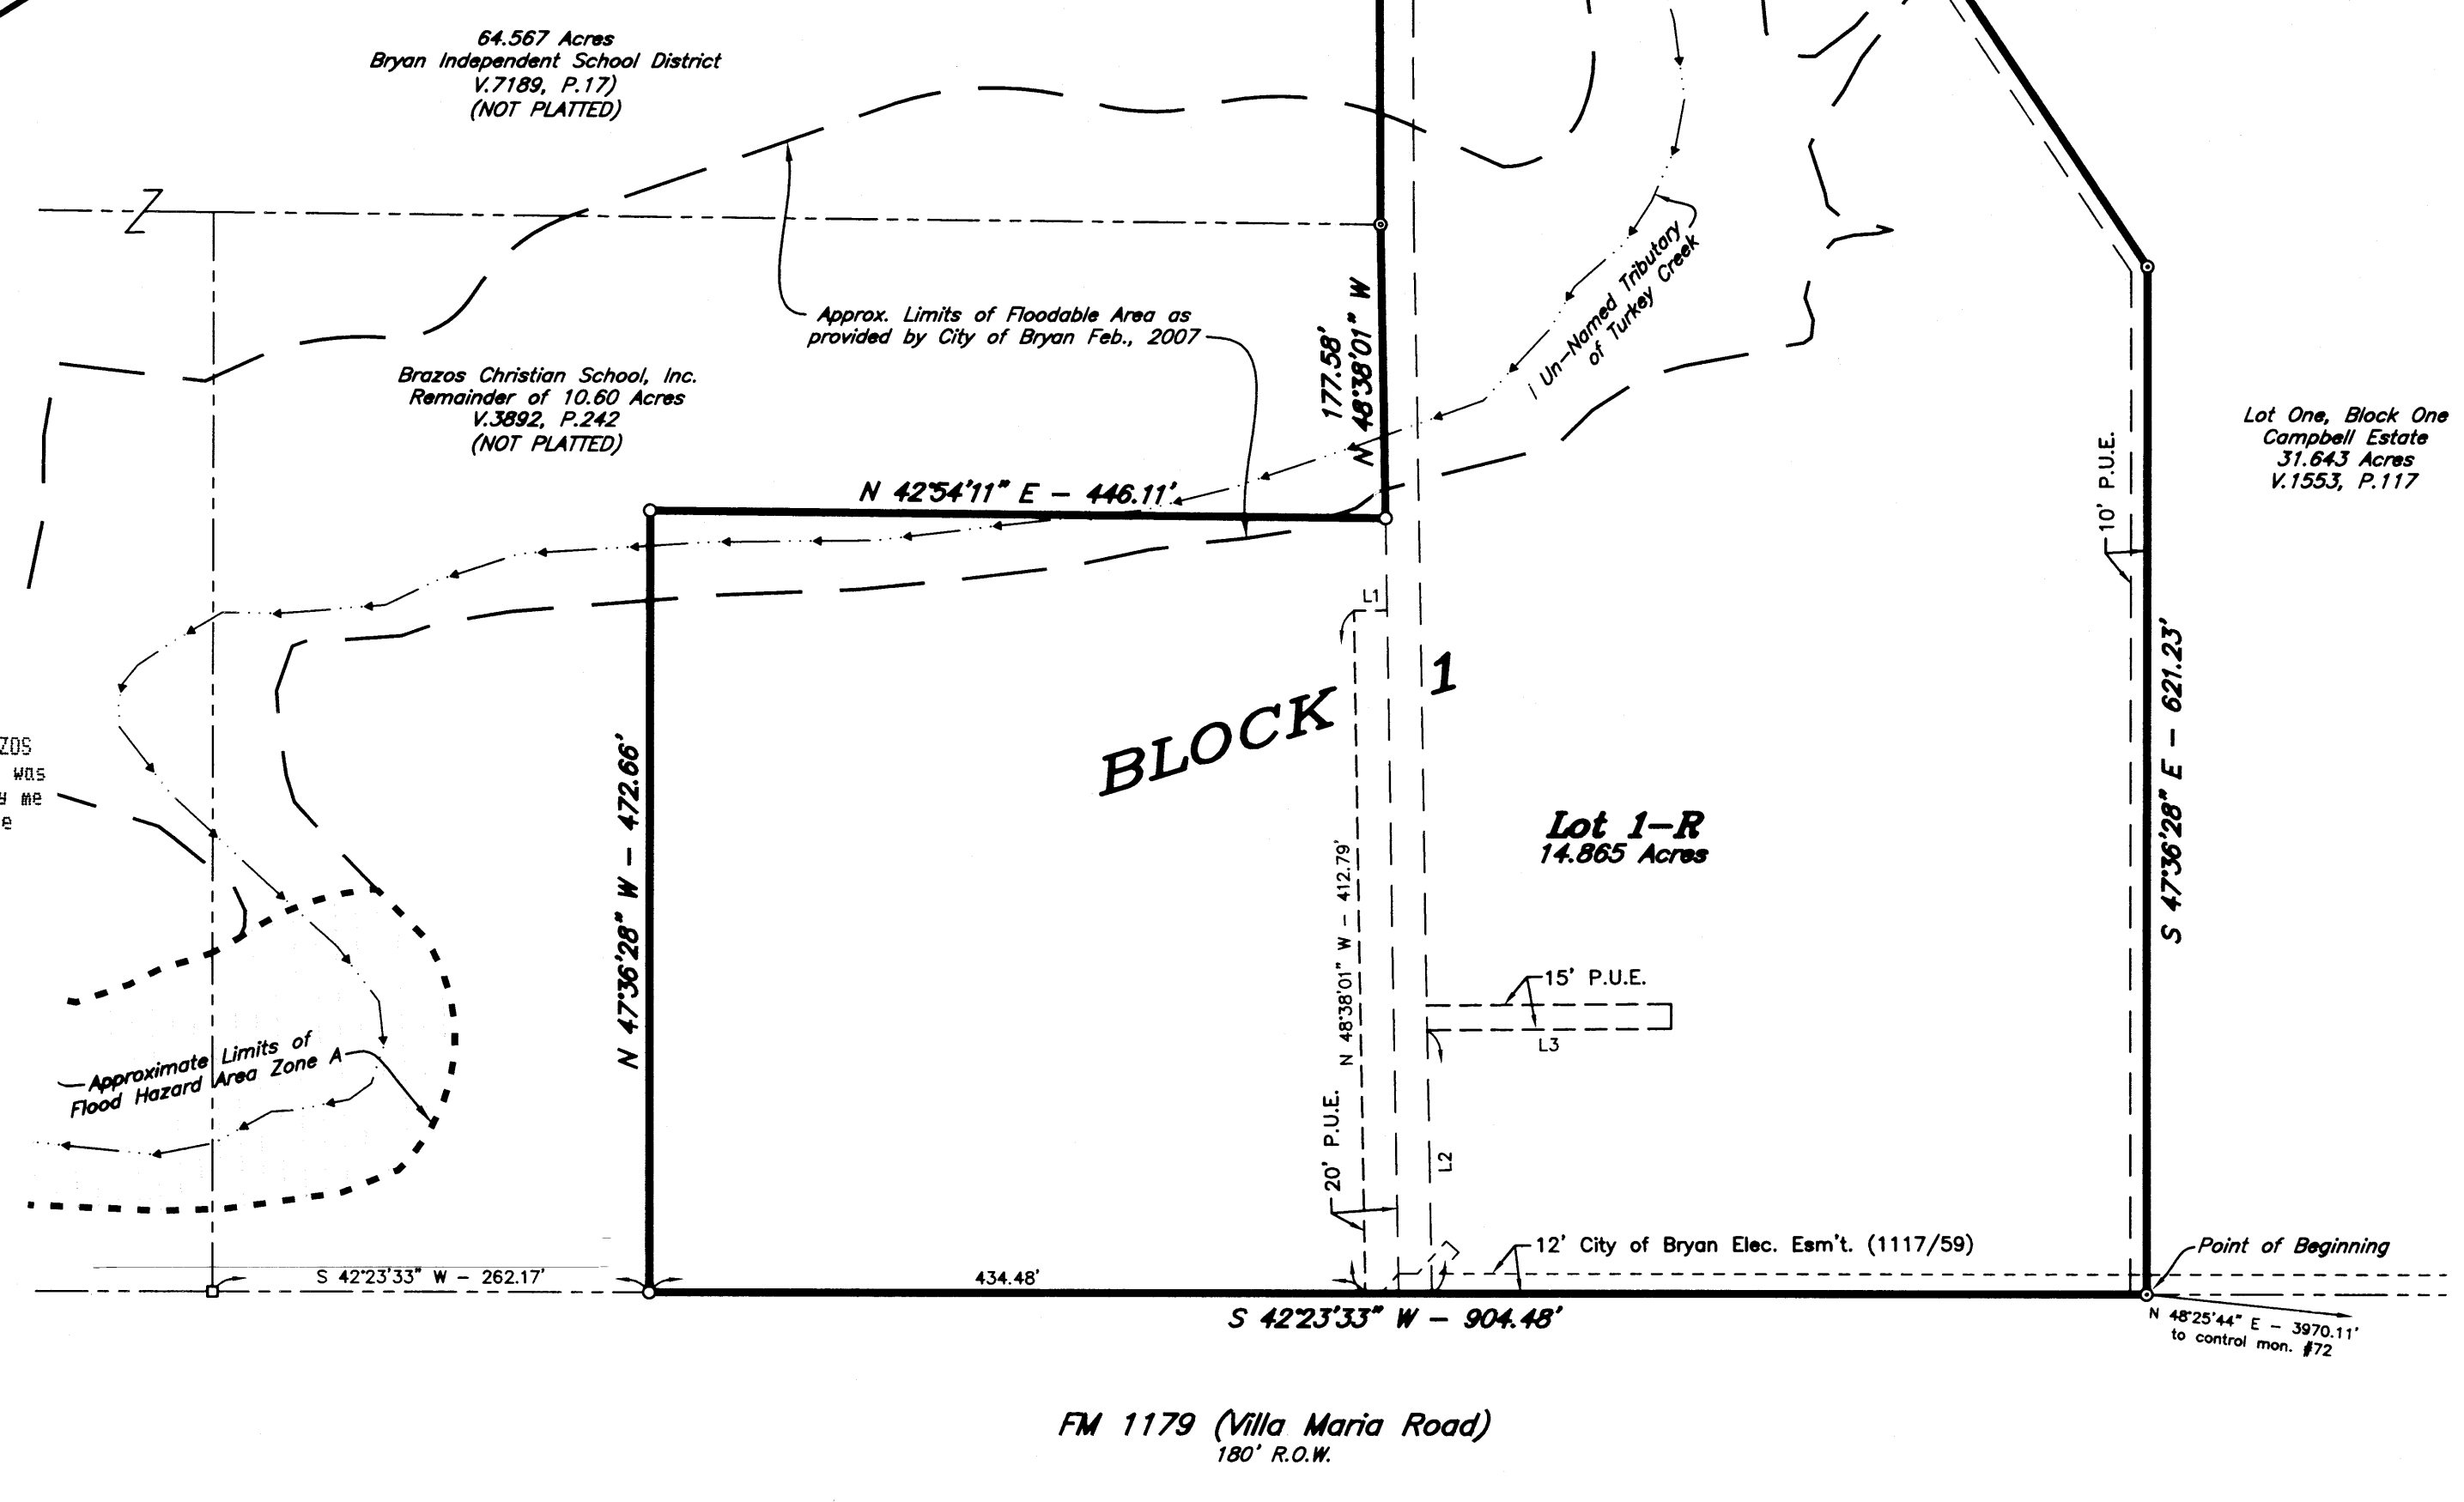 64.567 Acres
Bryan Independent School District
V.7189, P.17)
(NOT PLATTED)
Z
Approx. Limits of Floodable Area as
provided by City of Bryan Feb., 2007
Un-Named Tributary
of Turkey Creek
177.58'
N 48°38'01" W
Brazos Christian School, Inc.
Remainder of 10.60 Acres
V.3892, P.242
(NOT PLATTED)
Lot One, Block One
Campbell Estate
31.643 Acres
V.1553, P.117
10' P.U.E.
N 42°54'11" E - 446.11'
L1
BLOCK 1
S 47°36'28" E - 621.23'
ZOS
was
y me
e
N 47°36'28" W - 472.66'
Lot 1-R
14.865 Acres
N 48°38'01" W - 412.79'
15' P.U.E.
L3
Approximate Limits of
Flood Hazard Area Zone A
20' P.U.E.
L2
12' City of Bryan Elec. Esm't. (1117/59)
Point of Beginning
S 42°23'33" W - 262.17'
434.48'
S 42°23'33" W - 904.48'
N 48°25'44" E - 3970.11'
to control mon. #72
FM 1179 (Villa Maria Road)
180' R.O.W.